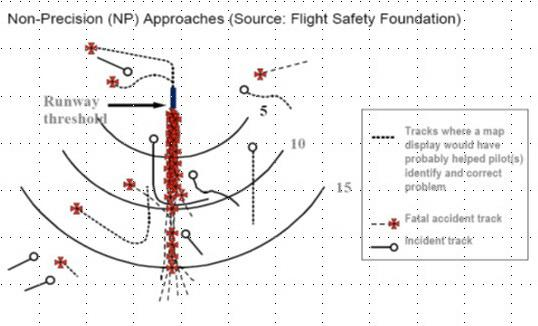 Non-Precision (NP) Approaches (Source: Flight Safety Foundation)
Runway
threshold
5
10
15
Tracks where a map
display would have
probably helped pilot(s)
identify and correct
problem
Fatal accident track
Incident track